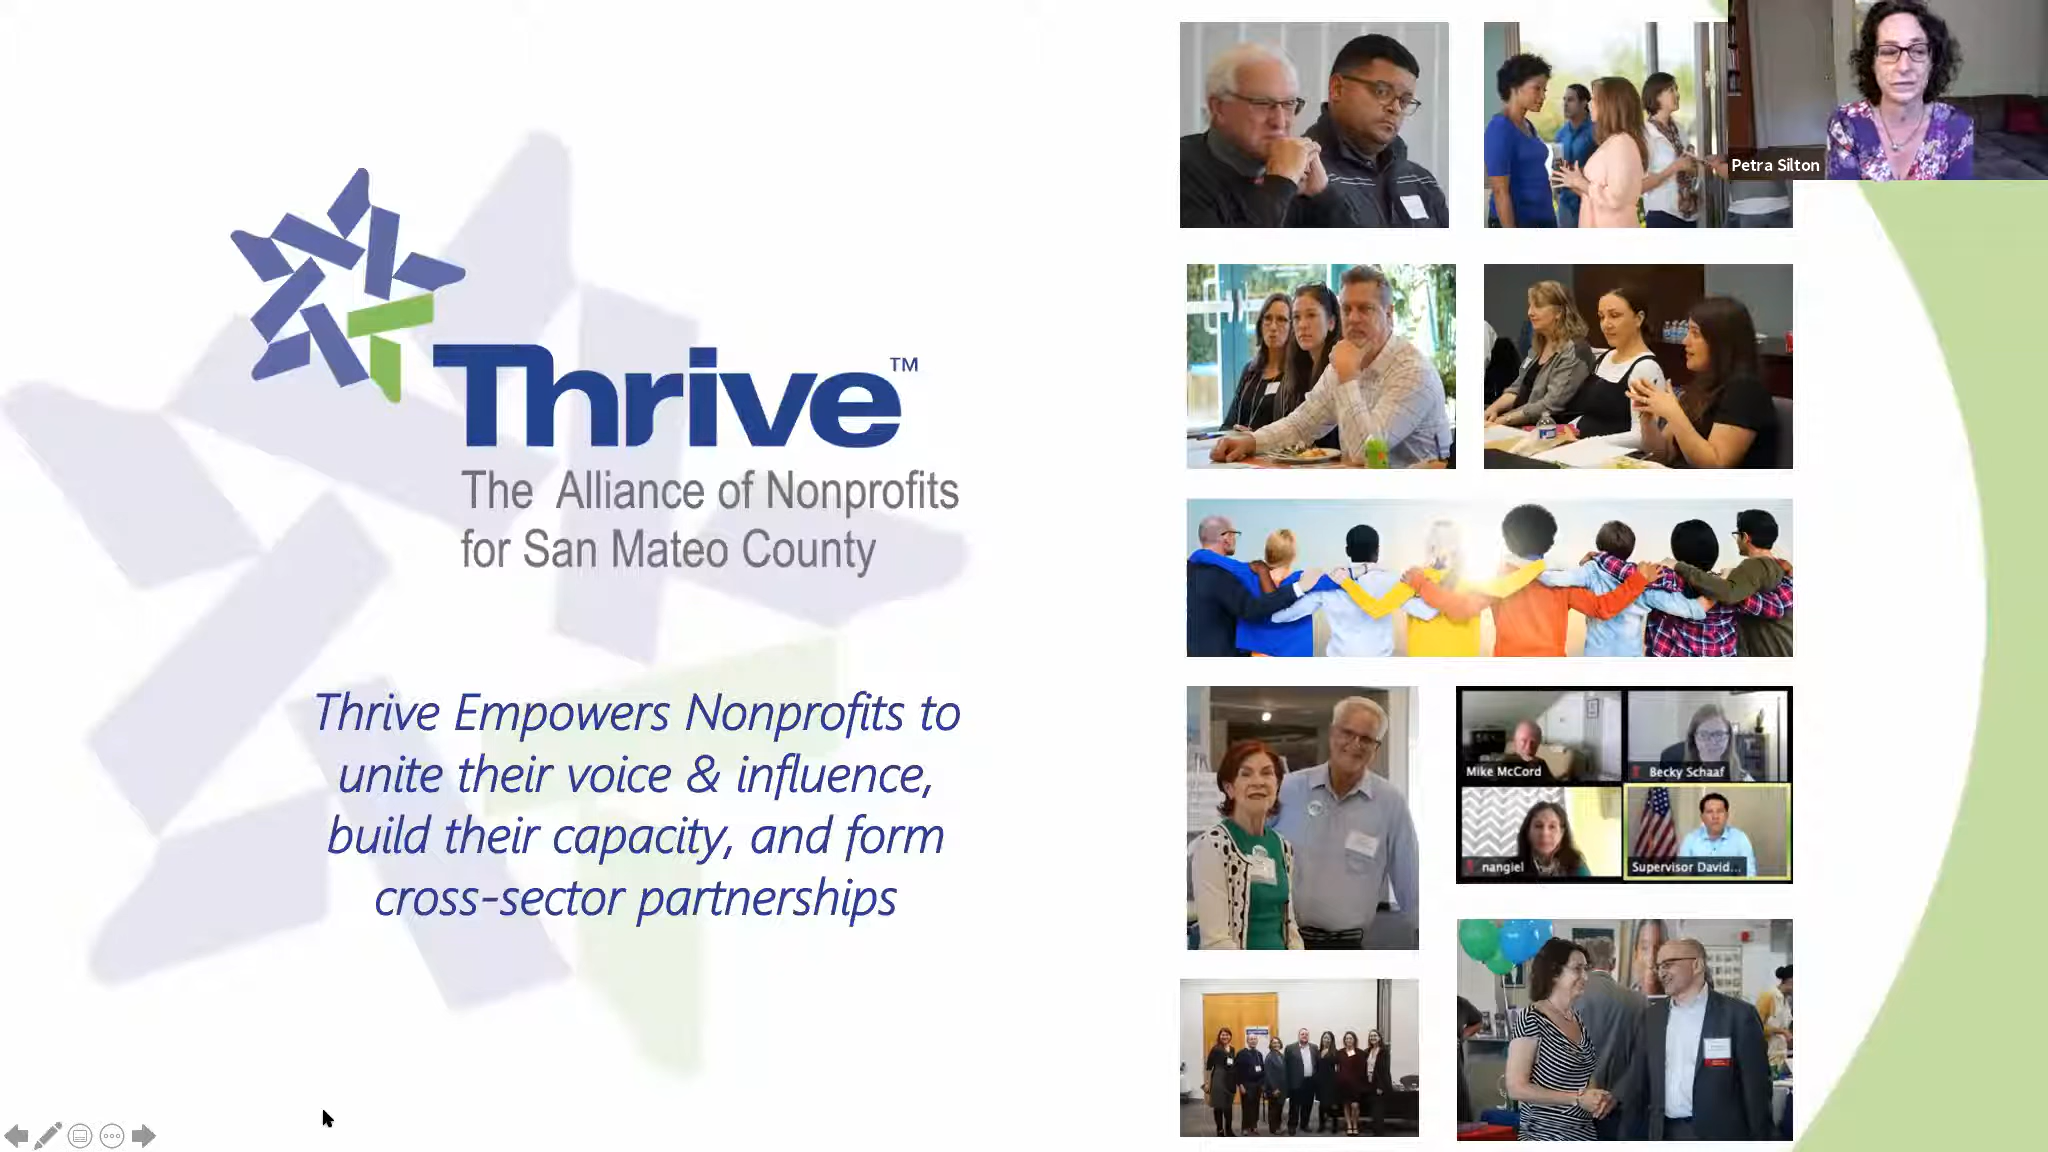 Petra Silton
Thrive™
The Alliance of Nonprofits
for San Mateo County
Thrive Empowers Nonprofits to
unite their voice & influence,
build their capacity, and form
cross-sector partnerships
Mike McCord
Becky Schaaf
nangiel
Supervisor David...